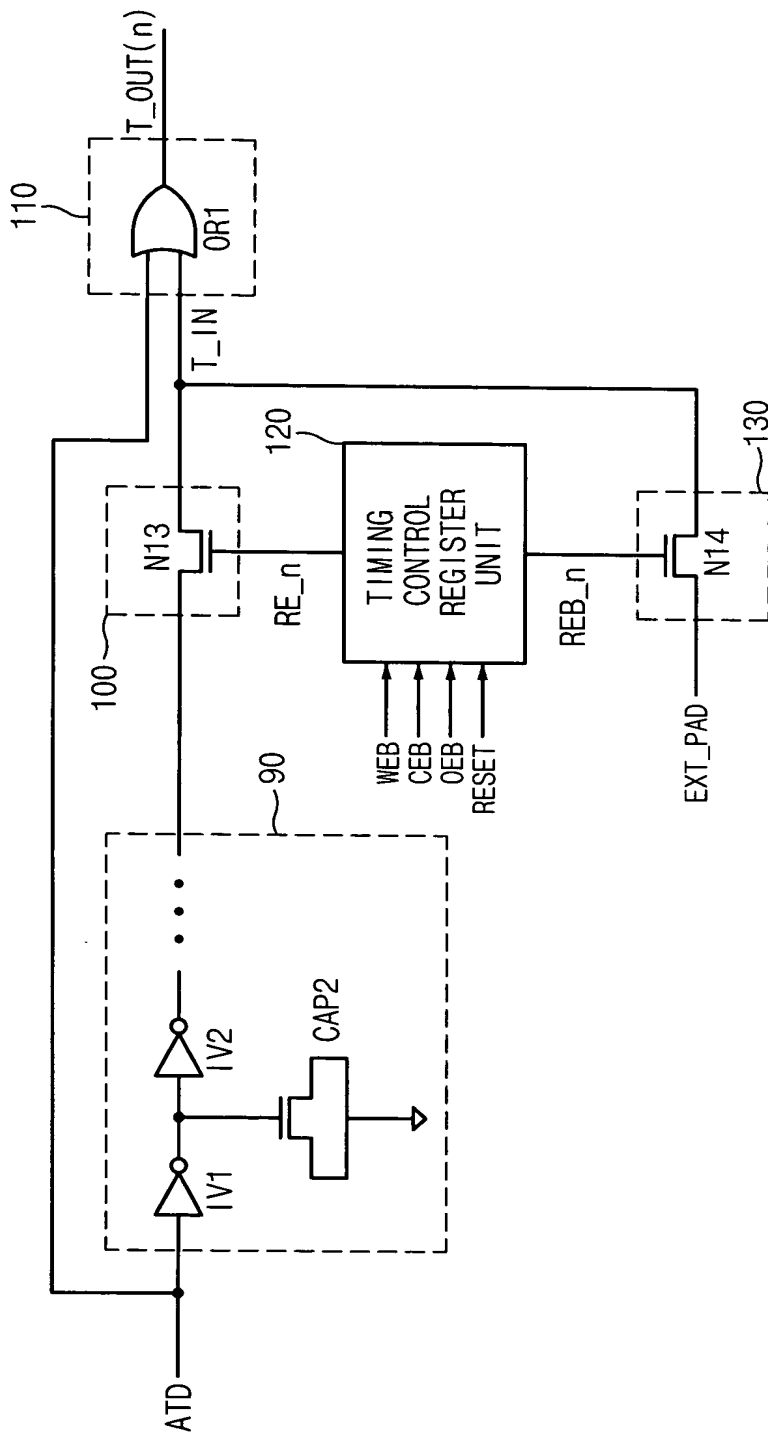 ATD
IV1
IV2
CAP2
90
100
N13
T_IN
110
OR1
T_OUT(n)
RE_n
120
TIMING
CONTROL
REGISTER
UNIT
WEB
CEB
OEB
RESET
REB_n
EXT_PAD
N14
130